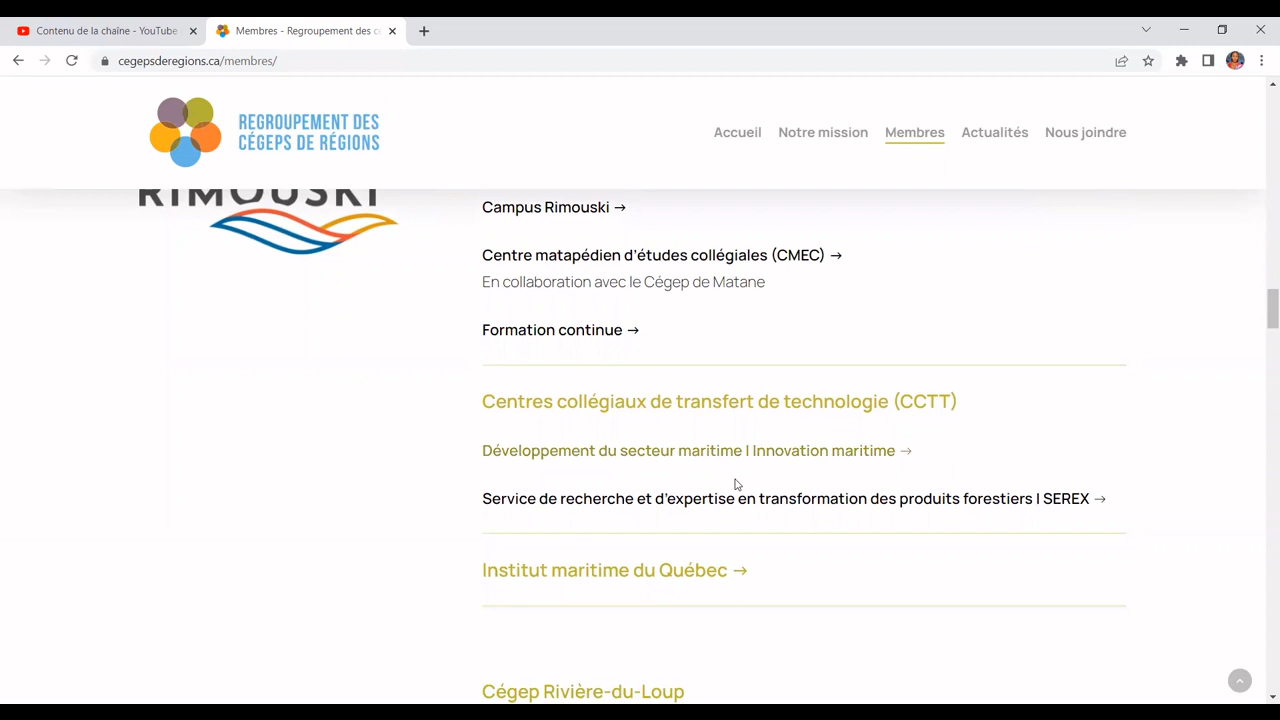 Contenu de la chaîne - YouTube
Membres - Regroupement des c
cegepsderegions.ca/membres/
REGROUPEMENT DES
CÉGEPS DE RÉGIONS
Accueil
Notre mission
Membres
Actualités
Nous joindre
RIMOUSKI
Campus Rimouski →
Centre matapédien d'études collégiales (CMEC) →
En collaboration avec le Cégep de Matane
Formation continue →
Centres collégiaux de transfert de technologie (CCTT)
Développement du secteur maritime I Innovation maritime →
Service de recherche et d'expertise en transformation des produits forestiers I SEREX →
Institut maritime du Québec →
Cégep Rivière-du-Loup